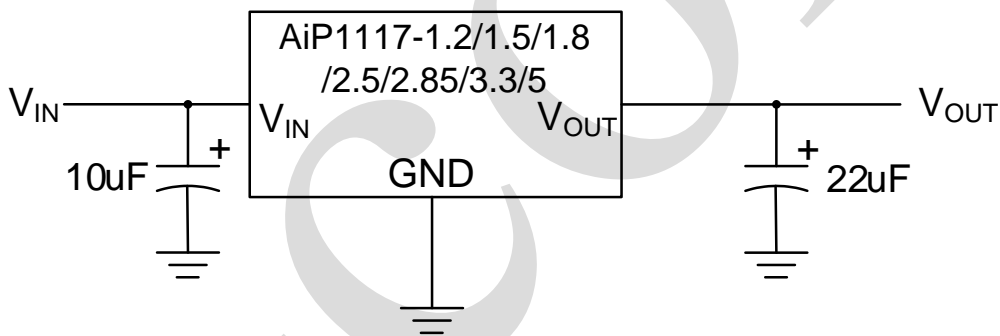 AiP1117-1.2/1.5/1.8
/2.5/2.85/3.3/5
VIN
VIN
VOUT
VOUT
+
10uF
GND
+
22uF